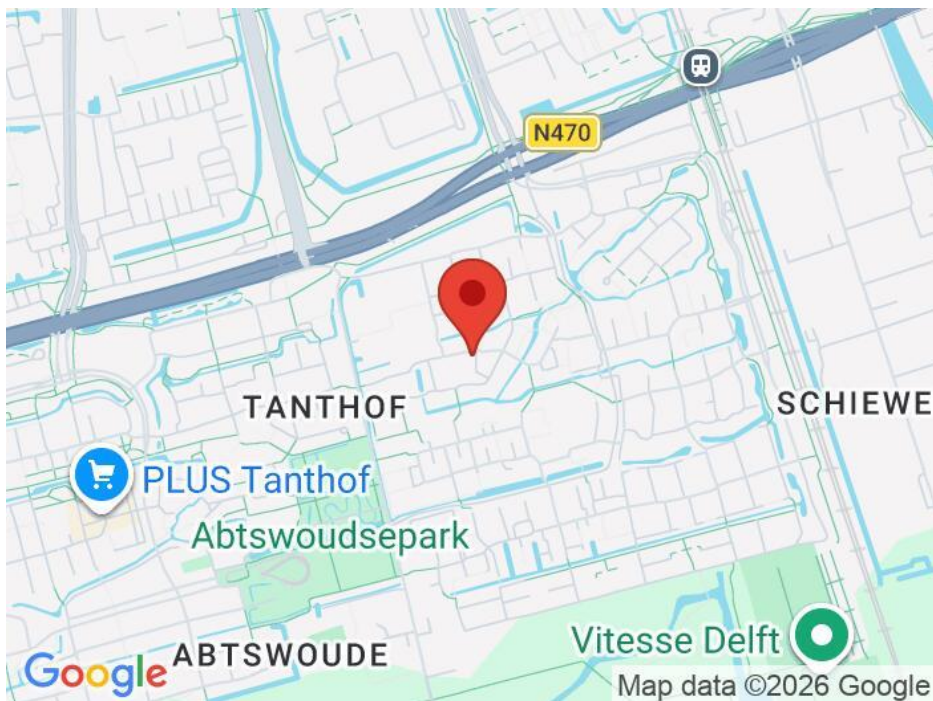 N470
TANTHOF
SCHIEWE
PLUS Tanthof
Abtswoudsepark
Vitesse Delft
ABTSWOUDE
Google
Map data ©2026 Google